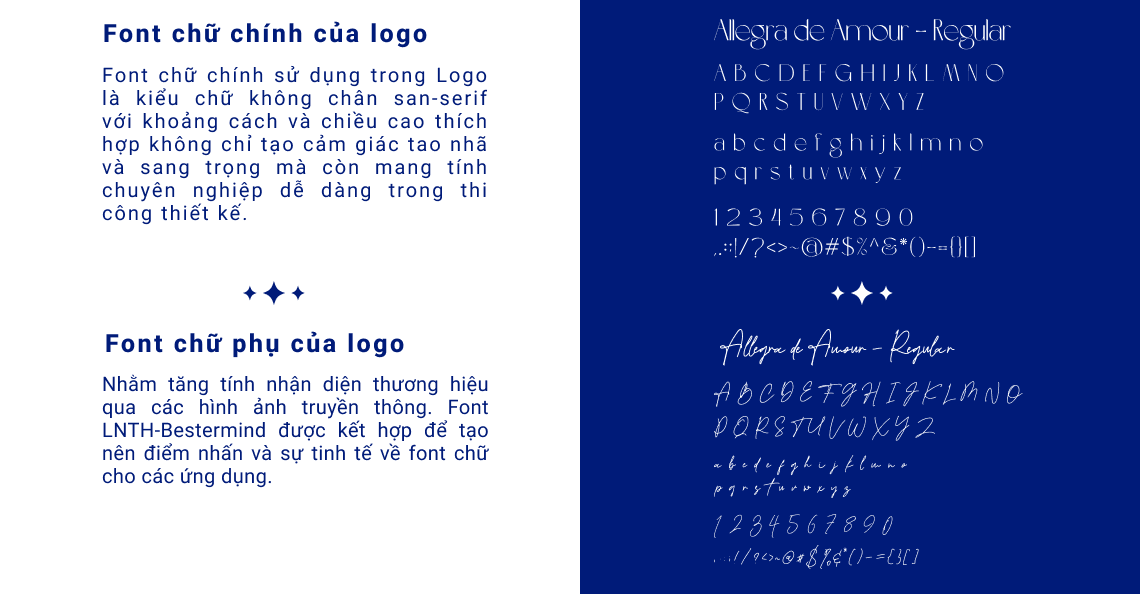 Font chữ chính của logo
Font chữ chính sử dụng trong Logo
là kiểu chữ không chân san-serif
với khoảng cách và chiều cao thích
hợp không chỉ tạo cảm giác tao nhã
và sang trọng mà còn mang tính
chuyên nghiệp dễ dàng trong thi
công thiết kế.
Font chữ phụ của logo
Nhằm tăng tính nhận diện thương hiệu
qua các hình ảnh truyền thông. Font
LNTH-Bestermind được kết hợp để tạo
nên điểm nhấn và sự tinh tế về font chữ
cho các ứng dụng.
Allegra de Amour - Regular
A B C D E F G H I J K L M N O
P Q R S T U V W X Y Z
a b c d e f g h i j k l m n o
p q r s t u v w x y z
1 2 3 4 5 6 7 8 9 0
,.:;!/?<>~@#$%^&*()-={}[]
Allegra de Amour - Regular
A B C D E F G H I J K L M N O
P Q R S T U V W X Y Z
a b c d e f g h i j k l m n o
p q r s t u v w x y z
1 2 3 4 5 6 7 8 9 0
/?<>~@#$%&*()-={}[]